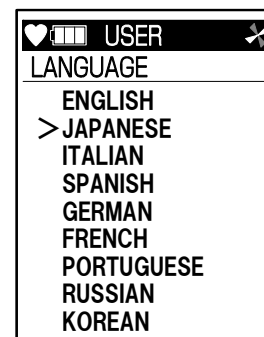 USER
LANGUAGE
ENGLISH
>JAPANESE
ITALIAN
SPANISH
GERMAN
FRENCH
PORTUGUESE
RUSSIAN
KOREAN